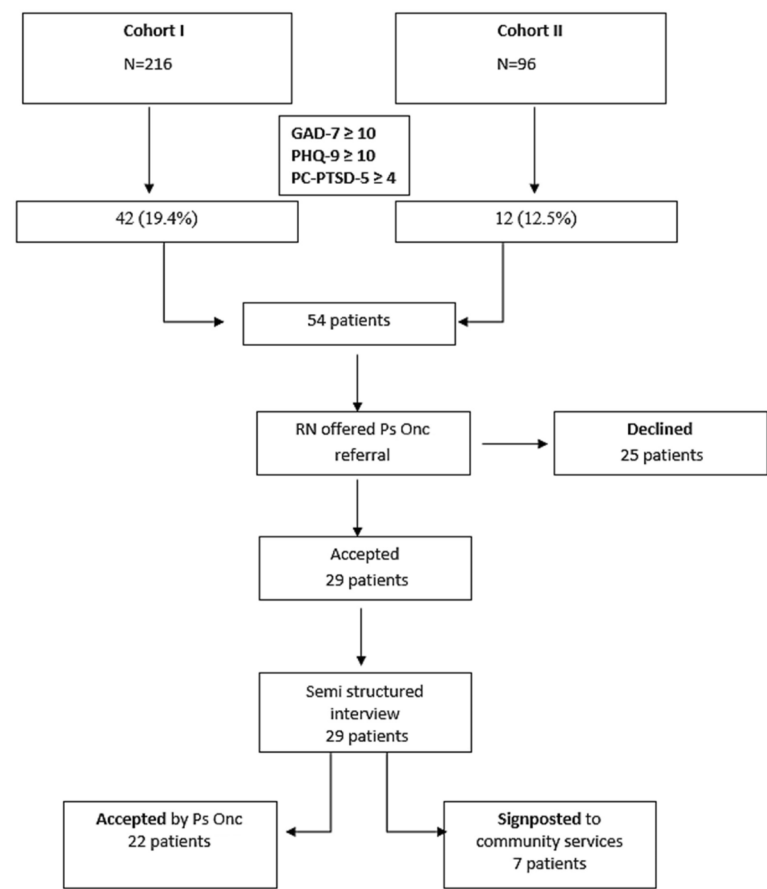 Cohort I
N=216
Cohort II
N=96
GAD-7 ≥ 10
PHQ-9 ≥ 10
PC-PTSD-5 ≥ 4
42 (19.4%)
12 (12.5%)
54 patients
RN offered Ps Onc
referral
Declined
25 patients
Accepted
29 patients
Semi structured
interview
29 patients
Accepted by Ps Onc
22 patients
Signposted to
community services
7 patients